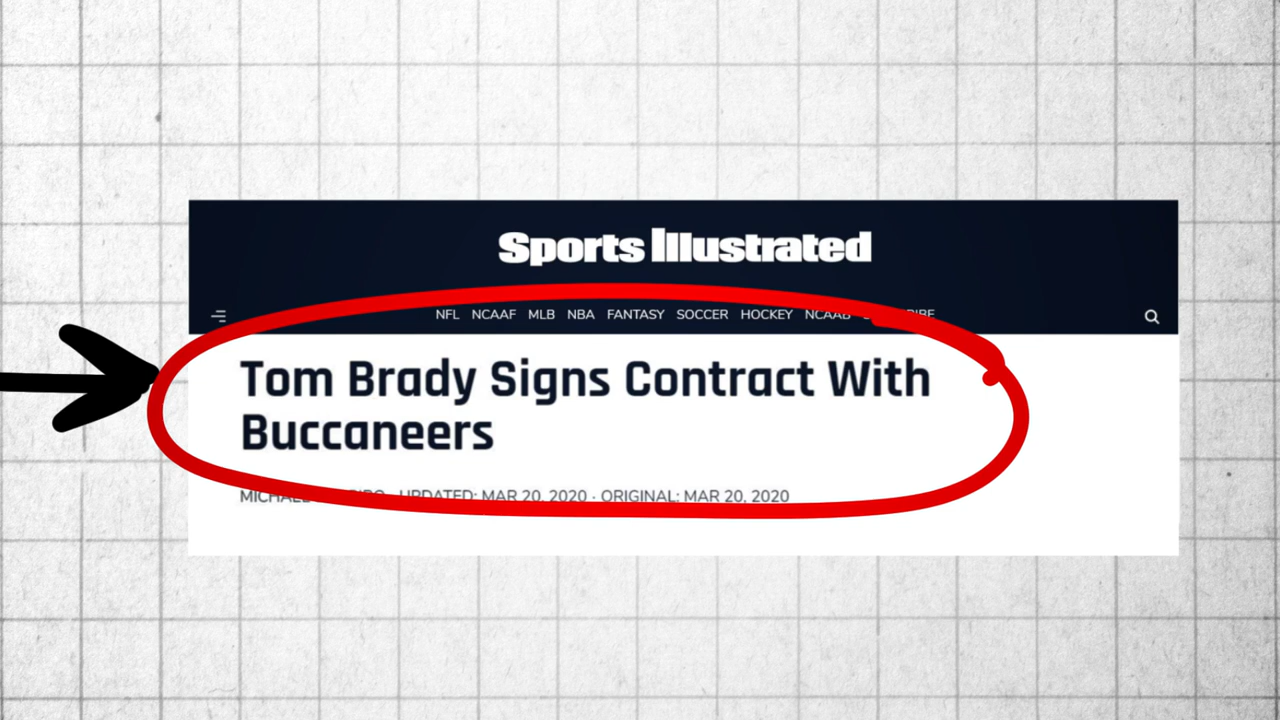 Sports Illustrated
NFL NCAAF MLB NBA FANTASY SOCCER HOCKEY NCAAB
Tom Brady Signs Contract With
Buccaneers
UPDATED: MAR 20, 2020 · ORIGINAL: MAR 20, 2020